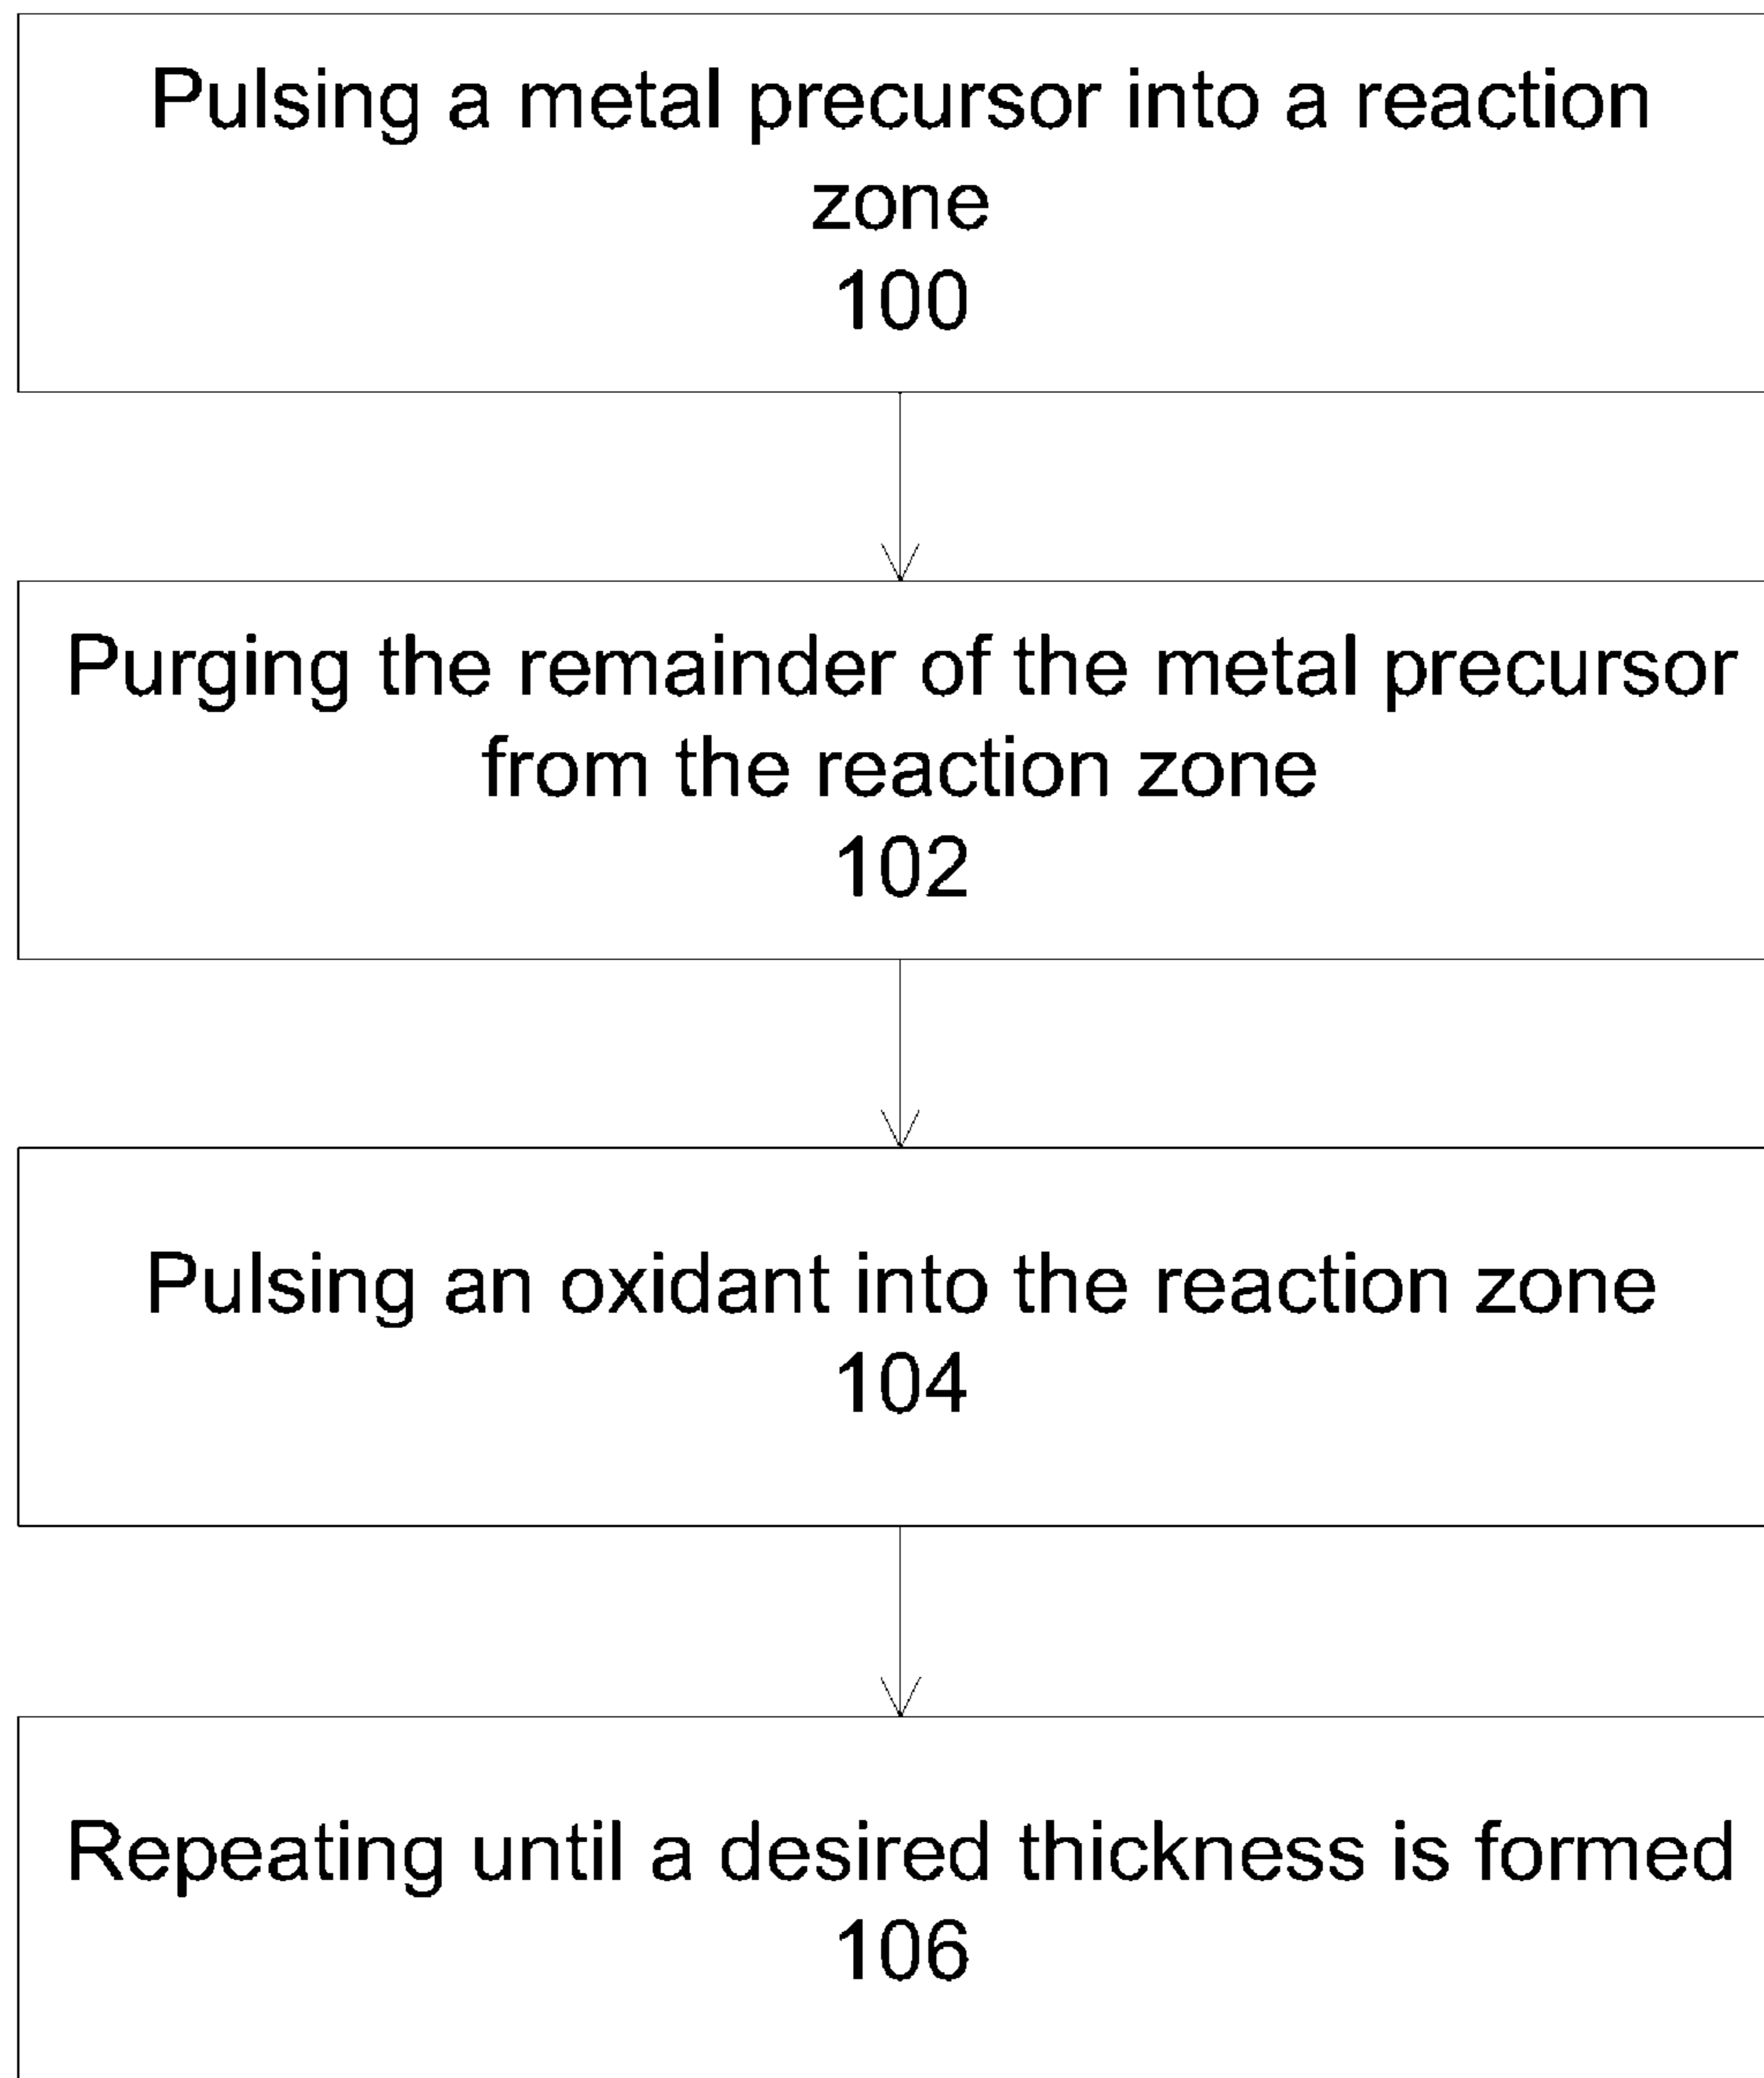 Pulsing a metal precursor into a reaction
zone
100
Purging the remainder of the metal precursor
from the reaction zone
102
Pulsing an oxidant into the reaction zone
104
Repeating until a desired thickness is formed
106